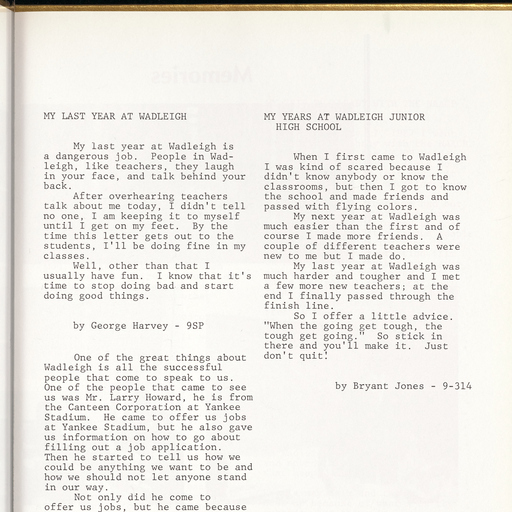 MY LAST YEAR AT WADLEIGH
My last year at Wadleigh is
a dangerous job.  People in Wad-
leigh, like teachers, they laugh
in your face, and talk behind your
back.
After overhearing teachers
talk about me today, I didn't tell
no one, I am keeping it to myself
until I get on my feet.  By the
time this letter gets out to the
students, I'll be doing fine in my
classes.
Well, other than that I
usually have fun.  I know that it's
time to stop doing bad and start
doing good things.
by George Harvey - 9SP
One of the great things about
Wadleigh is all the successful
people that come to speak to us.
One of the people that came to see
us was Mr. Larry Howard, he is from
the Canteen Corporation at Yankee
Stadium.  He came to offer us jobs
at Yankee Stadium, but he also gave
us information on how to go about
filling out a job application.
Then he started to tell us how we
could be anything we want to be and
how we should not let anyone stand
in our way.
Not only did he come to
offer us jobs, but he came because
MY YEARS AT WADLEIGH JUNIOR
HIGH SCHOOL
When I first came to Wadleigh
I was kind of scared because I
didn't know anybody or know the
classrooms, but then I got to know
the school and made friends and
passed with flying colors.
My next year at Wadleigh was
much easier than the first and of
course I made more friends.  A
couple of different teachers were
new to me but I made do.
My last year at Wadleigh was
much harder and tougher and I met
a few more new teachers; at the
end I finally passed through the
finish line.
So I offer a little advice.
"When the going get tough, the
tough get going."  So stick in
there and you'll make it.  Just
don't quit!
by Bryant Jones - 9-314